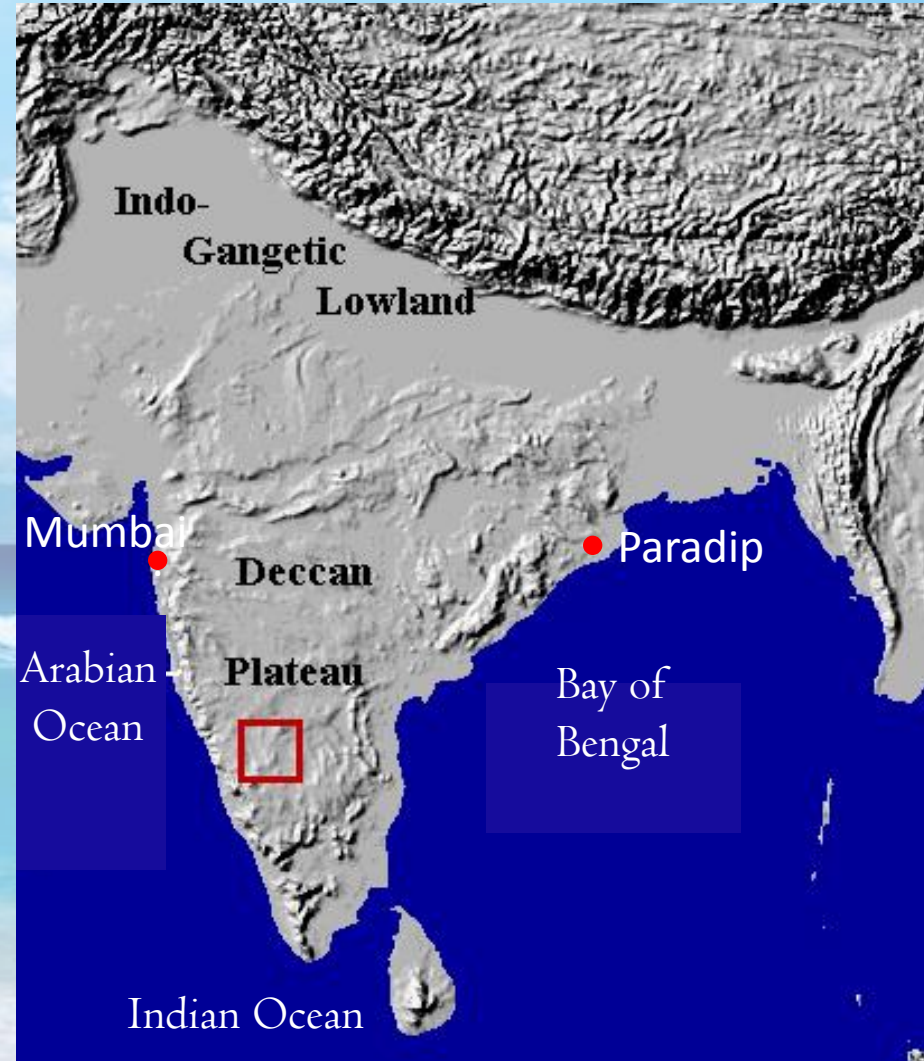 Indo-
Gangetic
Lowland
Mumbai
Paradip
Deccan
Plateau
Arabian
Ocean
Bay of
Bengal
Indian Ocean